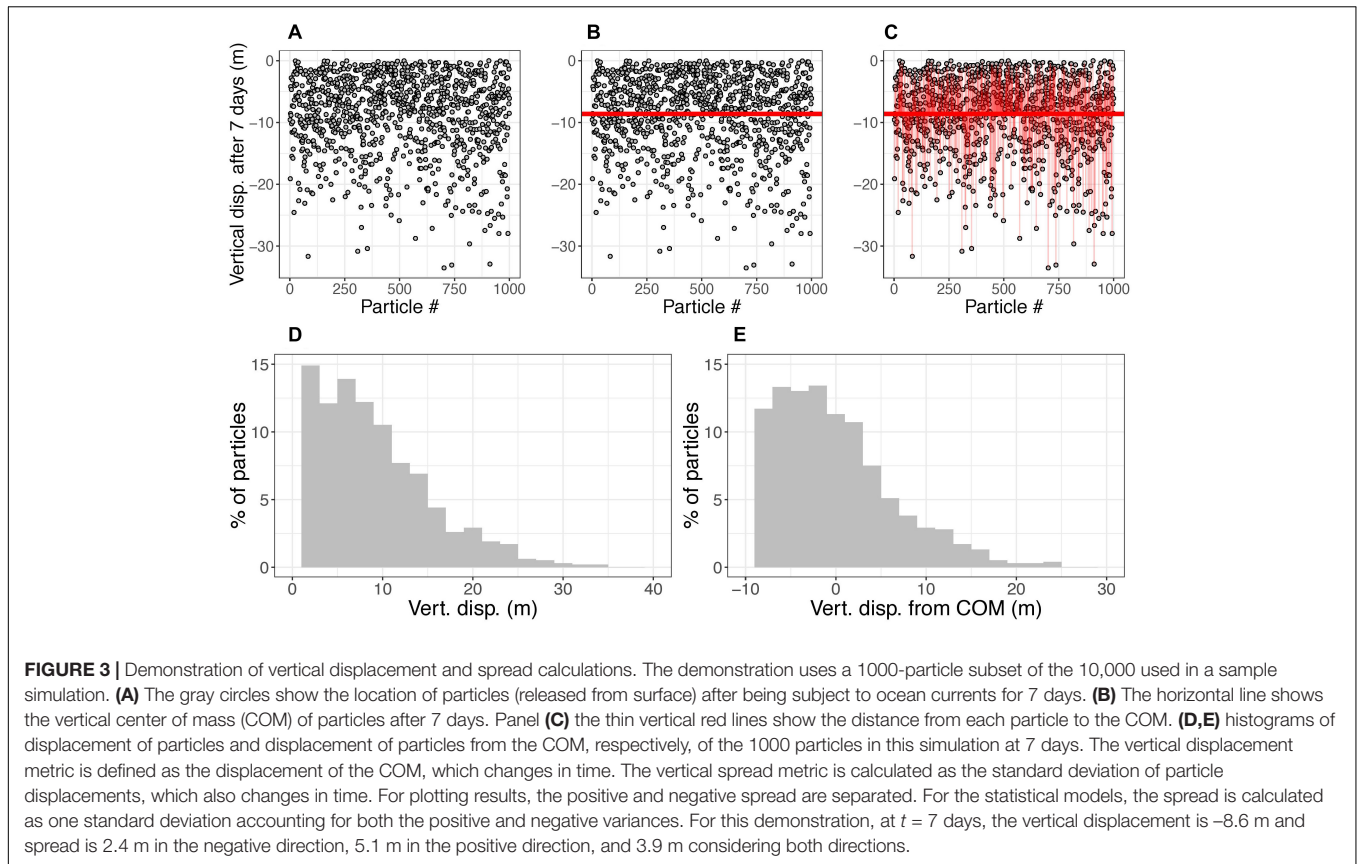 A
B
C
Vertical disp. after 7 days (m)
0
−10
−20
−30
0 250 500 750 1000
Particle #
0
−10
−20
−30
0 250 500 750 1000
Particle #
0
−10
−20
−30
0 250 500 750 1000
Particle #
D
% of particles
15
10
5
0
0 10 20 30 40
Vert. disp. (m)
E
% of particles
15
10
5
0
−10 0 10 20 30
Vert. disp. from COM (m)
FIGURE 3 | Demonstration of vertical displacement and spread calculations. The demonstration uses a 1000-particle subset of the 10,000 used in a sample
simulation. (A) The gray circles show the location of particles (released from surface) after being subject to ocean currents for 7 days. (B) The horizontal line shows
the vertical center of mass (COM) of particles after 7 days. Panel (C) the thin vertical red lines show the distance from each particle to the COM. (D,E) histograms of
displacement of particles and displacement of particles from the COM, respectively, of the 1000 particles in this simulation at 7 days. The vertical displacement
metric is defined as the displacement of the COM, which changes in time. The vertical spread metric is calculated as the standard deviation of particle
displacements, which also changes in time. For plotting results, the positive and negative spread are separated. For the statistical models, the spread is calculated
as one standard deviation accounting for both the positive and negative variances. For this demonstration, at t = 7 days, the vertical displacement is –8.6 m and
spread is 2.4 m in the negative direction, 5.1 m in the positive direction, and 3.9 m considering both directions.